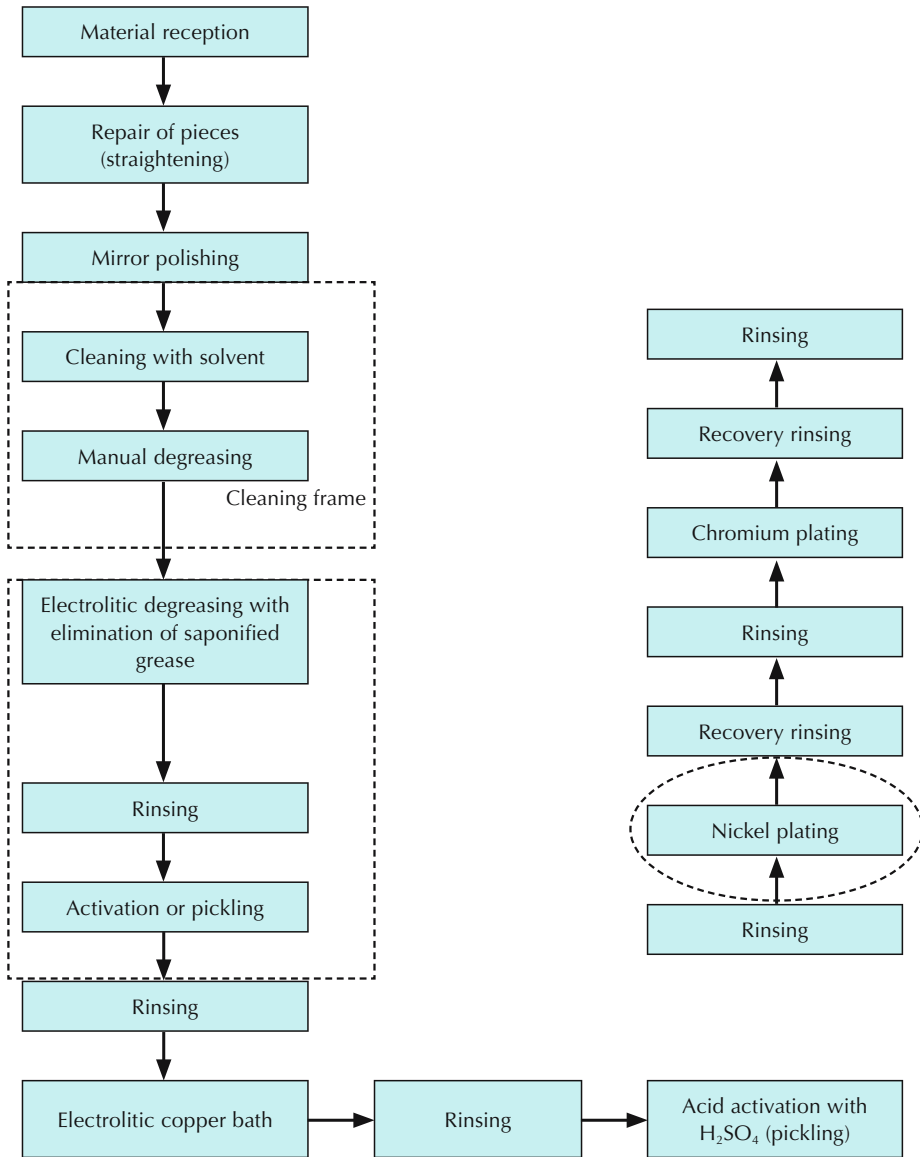 Material reception
Repair of pieces
(straightening)
Mirror polishing
Cleaning with solvent
Manual degreasing
Cleaning frame
Electrolitic degreasing with
elimination of saponified
grease
Rinsing
Activation or pickling
Rinsing
Electrolitic copper bath
Rinsing
Acid activation with
H₂SO₄ (pickling)
Rinsing
Nickel plating
Recovery rinsing
Rinsing
Chromium plating
Recovery rinsing
Rinsing